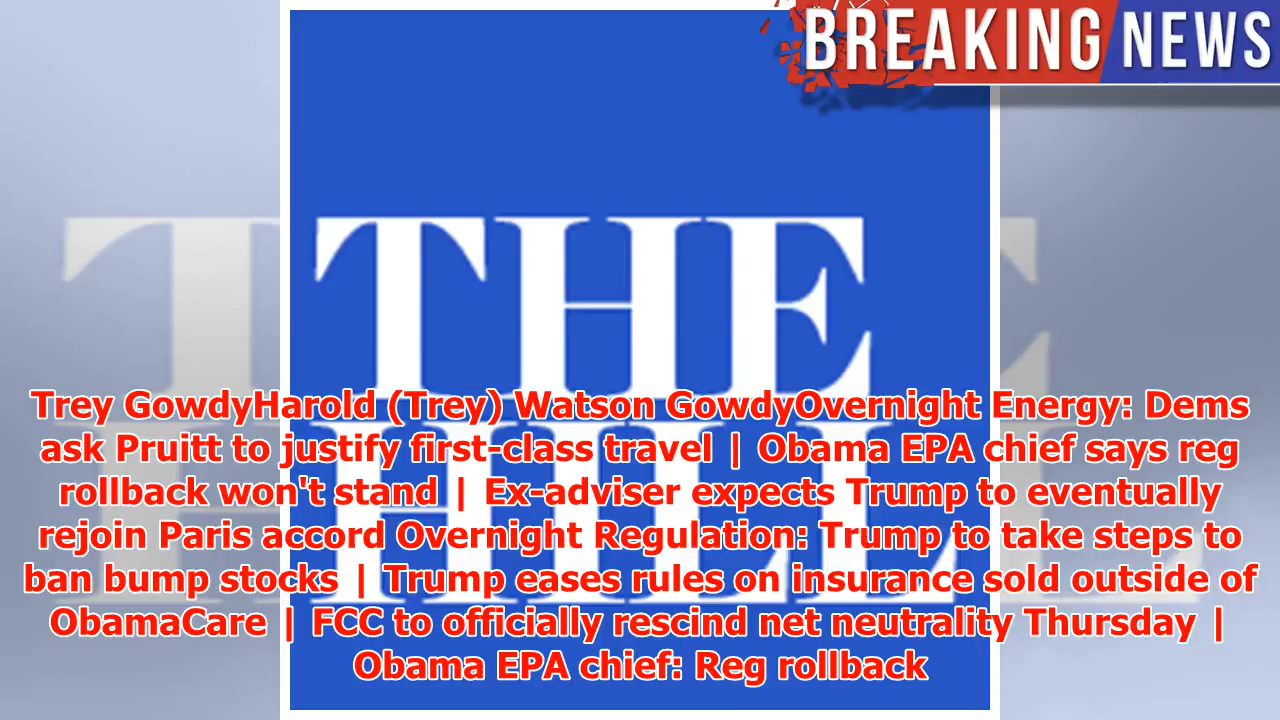 BREAKING NEWS
THE
HILL
Trey GowdyHarold (Trey) Watson GowdyOvernight Energy: Dems
ask Pruitt to justify first-class travel | Obama EPA chief says reg
rollback won't stand | Ex-adviser expects Trump to eventually
rejoin Paris accord Overnight Regulation: Trump to take steps to
ban bump stocks | Trump eases rules on insurance sold outside of
ObamaCare | FCC to officially rescind net neutrality Thursday |
Obama EPA chief: Reg rollback